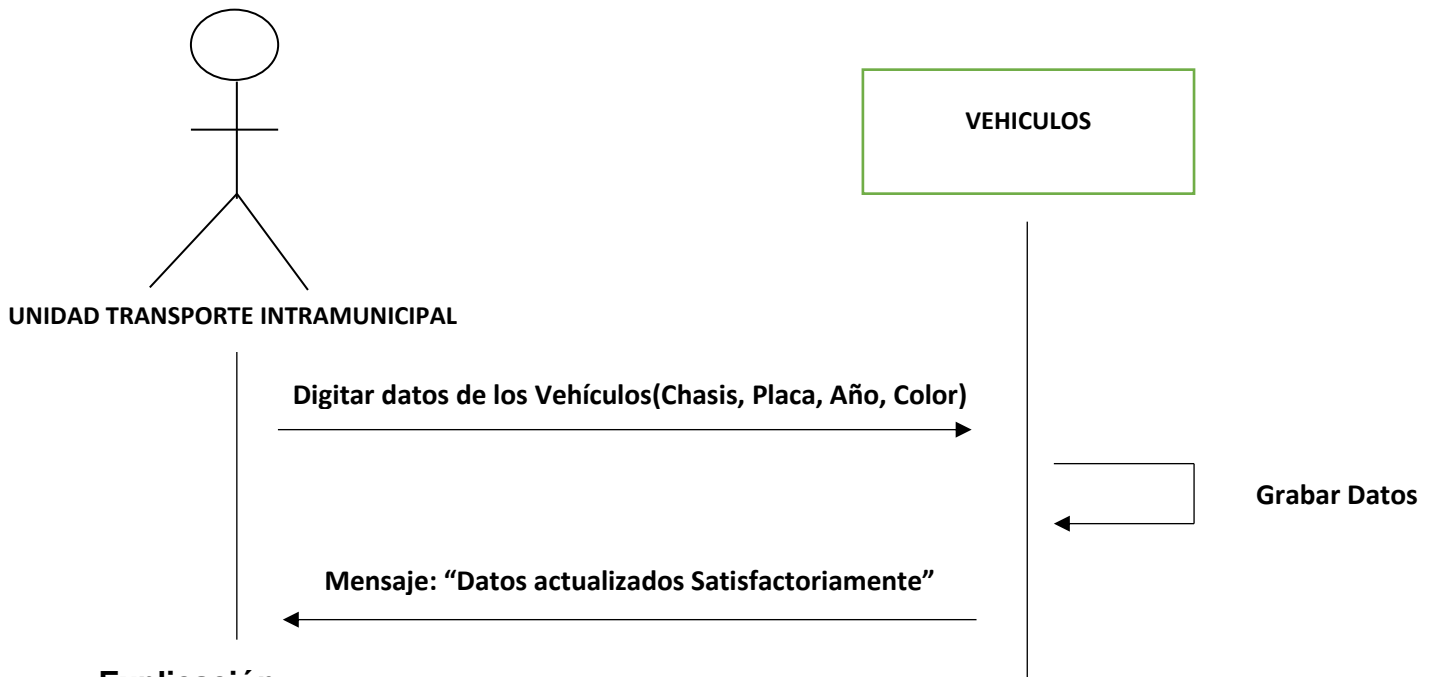 VEHICULOS
UNIDAD TRANSPORTE INTRAMUNICIPAL
Digitar datos de los Vehículos(Chasis, Placa, Año, Color)
Grabar Datos
Mensaje: “Datos actualizados Satisfactoriamente”
Explicación